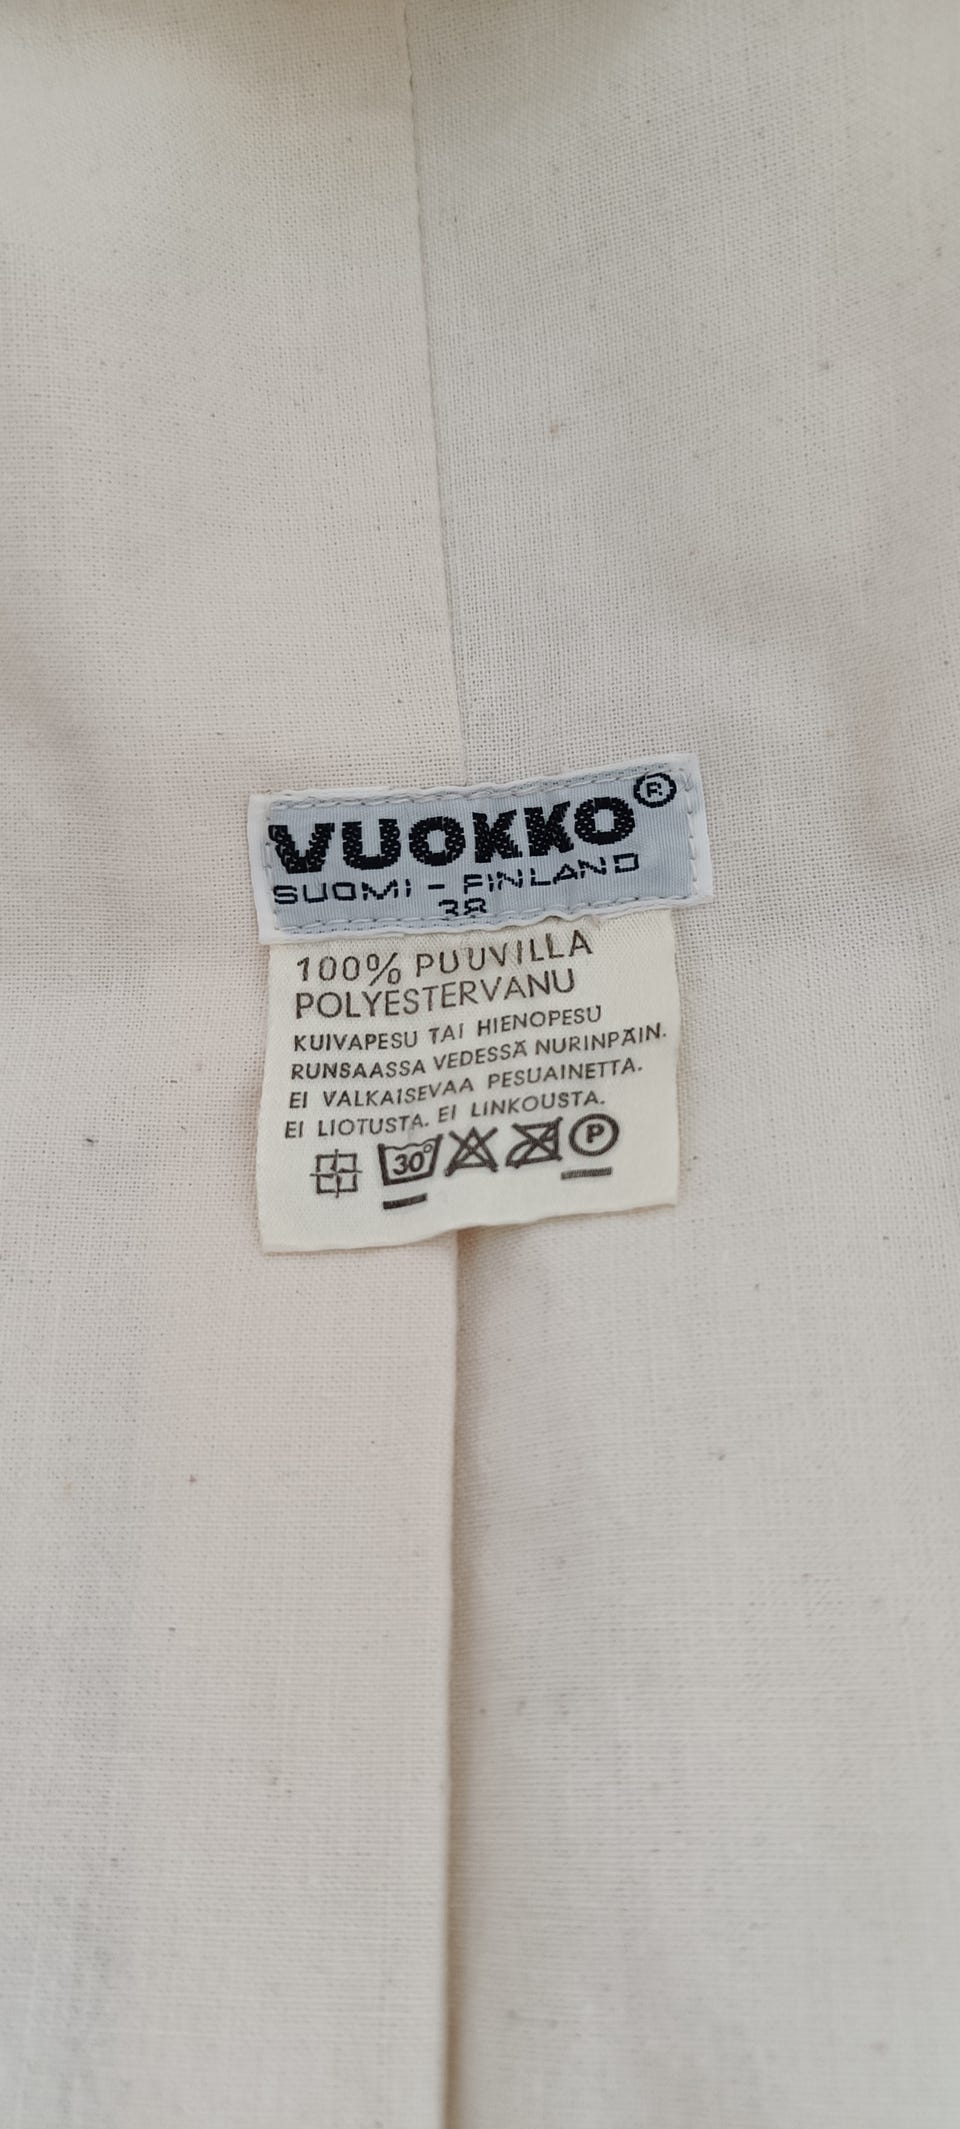 VUOKKO®
SUOMI - FINLAND
38
100% PUUVILLA
POLYESTERVANU
KUIVAPESU TAI HIENOPESU
RUNSAASSA VEDESSÄ NURINPÄIN.
EI VALKAISEVAA PESUAINETTA.
EI LIOTUSTA. EI LINKOUSTA.
30° P